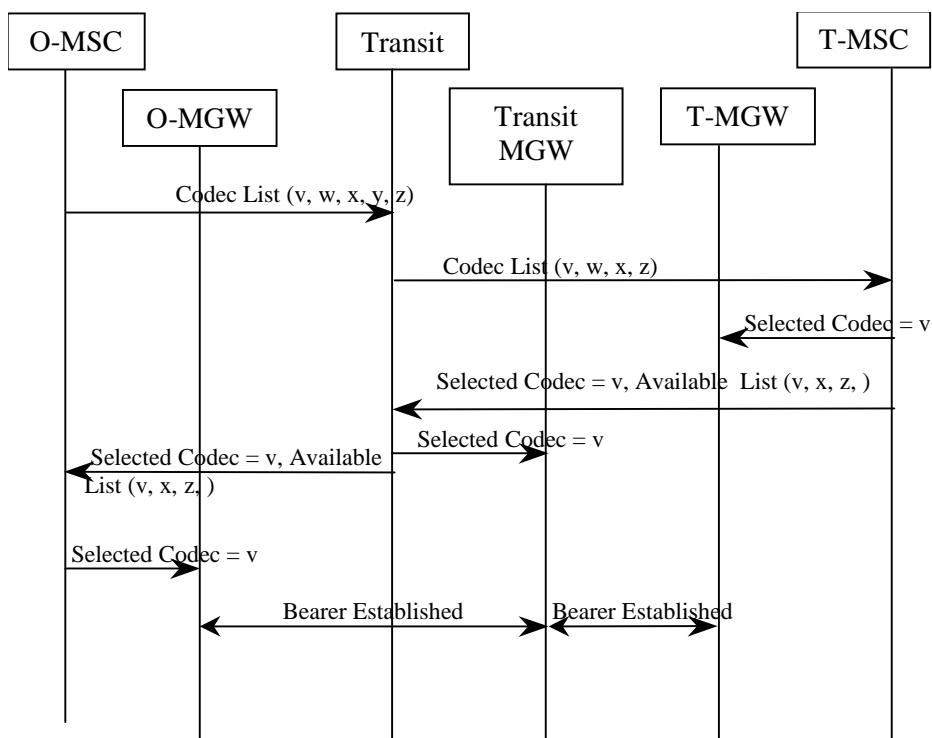 O-MSC
Transit
T-MSC
O-MGW
Transit
MGW
T-MGW
Codec List (v, w, x, y, z)
Codec List (v, w, x, z)
Selected Codec = v
Selected Codec = v, Available List (v, x, z, )
Selected Codec = v
Selected Codec = v, Available
List (v, x, z, )
Selected Codec = v
Bearer Established
Bearer Established